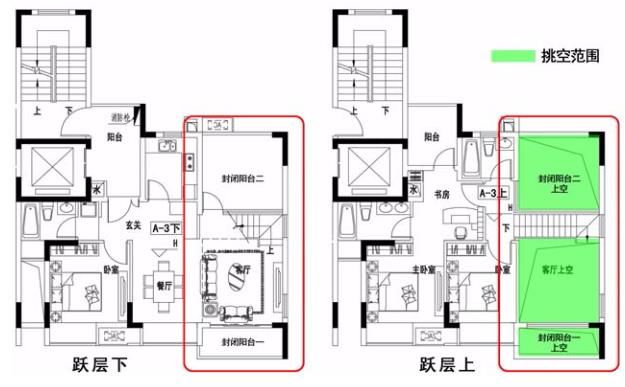 挑空范围
上 下
消防栓
阳台
水
玄关
A-3下
H
卧室
餐厅
封闭阳台二
上
客厅
封闭阳台一
跃层下
上 下
阳台
水
书房
A-3上
H
下
主卧室
卧室
封闭阳台二
上空
客厅上空
封闭阳台一
上空
跃层上